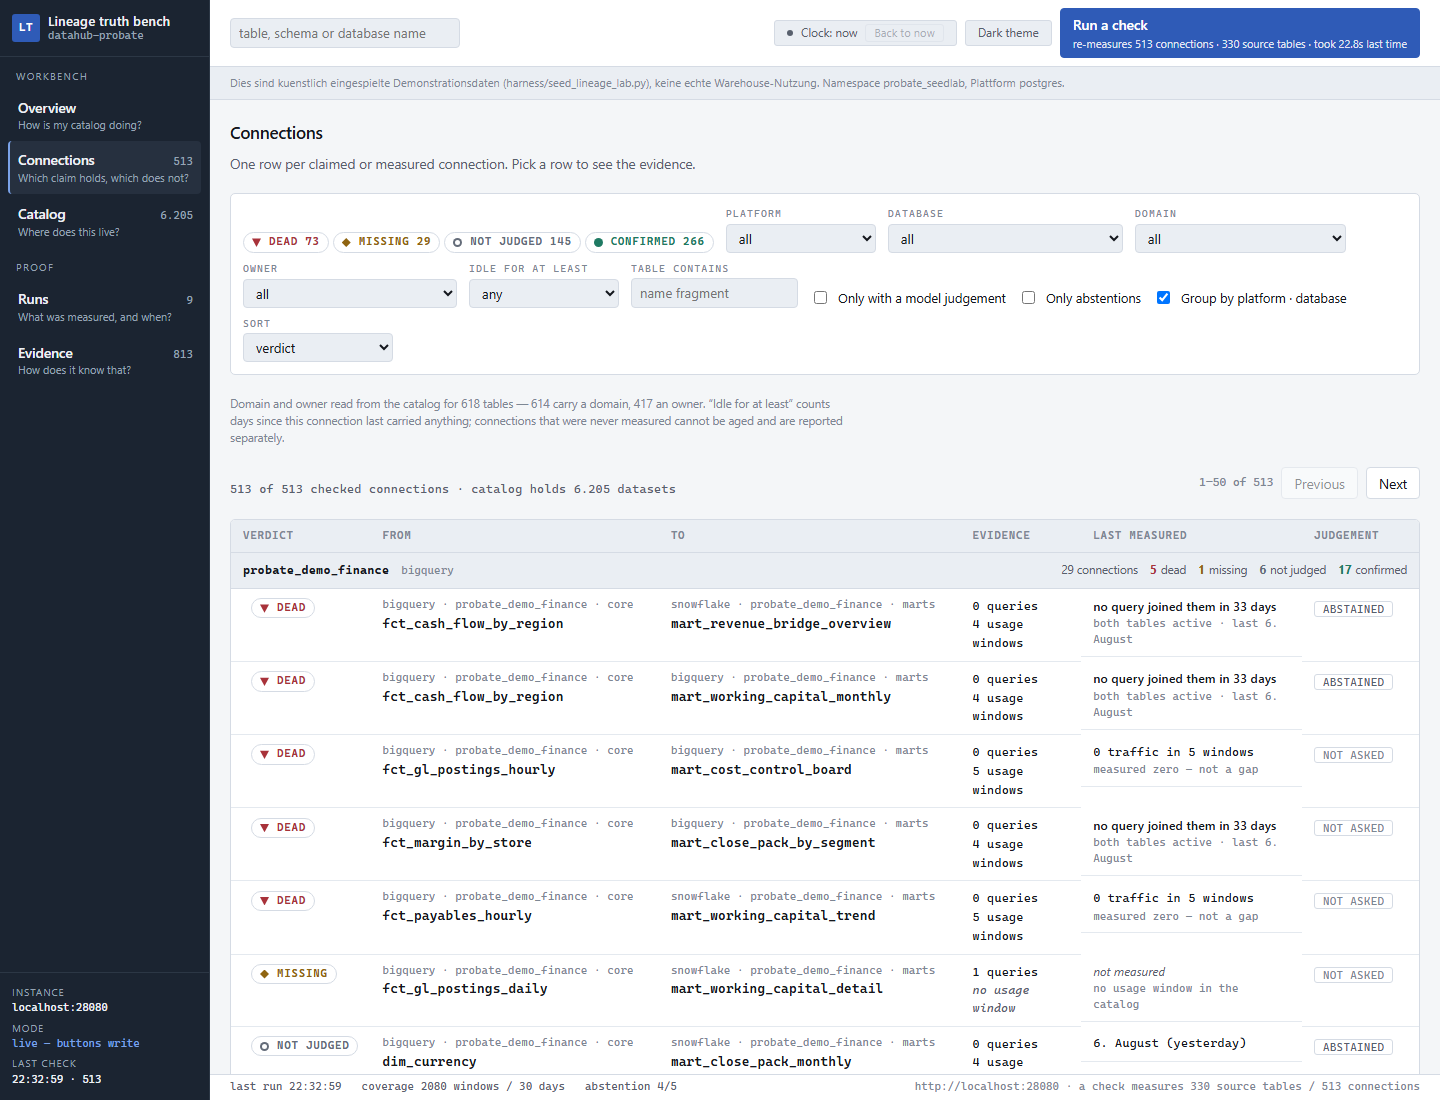 LT
Lineage truth bench
datahub-probate
WORKBENCH
Overview
How is my catalog doing?
Connections 513
Which claim holds, which does not?
Catalog 6.205
Where does this live?
PROOF
Runs 9
What was measured, and when?
Evidence 813
How does it know that?
INSTANCE
localhost:28080
MODE
live — buttons write
LAST CHECK
22:32:59 · 513
table, schema or database name
Clock: now Back to now
Dark theme
Run a check
re-measures 513 connections · 330 source tables · took 22.8s last time
Dies sind kuenstlich eingespielte Demonstrationsdaten (harness/seed_lineage_lab.py), keine echte Warehouse-Nutzung. Namespace probate_seedlab, Plattform postgres.
Connections
One row per claimed or measured connection. Pick a row to see the evidence.
DEAD 73 MISSING 29 NOT JUDGED 145 CONFIRMED 266
PLATFORM DATABASE DOMAIN
all all all
OWNER IDLE FOR AT LEAST TABLE CONTAINS
all any name fragment Only with a model judgement Only abstentions Group by platform · database
SORT
verdict
Domain and owner read from the catalog for 618 tables — 614 carry a domain, 417 an owner. “Idle for at least” counts
days since this connection last carried anything; connections that were never measured cannot be aged and are reported
separately.
513 of 513 checked connections · catalog holds 6.205 datasets
1–50 of 513 Previous Next
VERDICT FROM TO EVIDENCE LAST MEASURED JUDGEMENT
probate_demo_finance bigquery 29 connections 5 dead 1 missing 6 not judged 17 confirmed
DEAD
bigquery · probate_demo_finance · core
fct_cash_flow_by_region
snowflake · probate_demo_finance · marts
mart_revenue_bridge_overview
0 queries
4 usage
windows
no query joined them in 33 days
both tables active · last 6.
August
ABSTAINED
DEAD
bigquery · probate_demo_finance · core
fct_cash_flow_by_region
bigquery · probate_demo_finance · marts
mart_working_capital_monthly
0 queries
4 usage
windows
no query joined them in 33 days
both tables active · last 6.
August
ABSTAINED
DEAD
bigquery · probate_demo_finance · core
fct_gl_postings_hourly
bigquery · probate_demo_finance · marts
mart_cost_control_board
0 queries
5 usage
windows
0 traffic in 5 windows
measured zero — not a gap
NOT ASKED
DEAD
bigquery · probate_demo_finance · core
fct_margin_by_store
bigquery · probate_demo_finance · marts
mart_close_pack_by_segment
0 queries
4 usage
windows
no query joined them in 33 days
both tables active · last 6.
August
NOT ASKED
DEAD
bigquery · probate_demo_finance · core
fct_payables_hourly
snowflake · probate_demo_finance · marts
mart_working_capital_trend
0 queries
5 usage
windows
0 traffic in 5 windows
measured zero — not a gap
NOT ASKED
MISSING
bigquery · probate_demo_finance · core
fct_gl_postings_daily
snowflake · probate_demo_finance · marts
mart_working_capital_detail
1 queries
no usage
window
not measured
no usage window in the
catalog
NOT ASKED
NOT JUDGED
bigquery · probate_demo_finance · core
dim_currency
snowflake · probate_demo_finance · marts
mart_close_pack_monthly
0 queries
4 usage
6. August (yesterday)
ABSTAINED
last run 22:32:59 coverage 2080 windows / 30 days abstention 4/5
http://localhost:28080 · a check measures 330 source tables / 513 connections